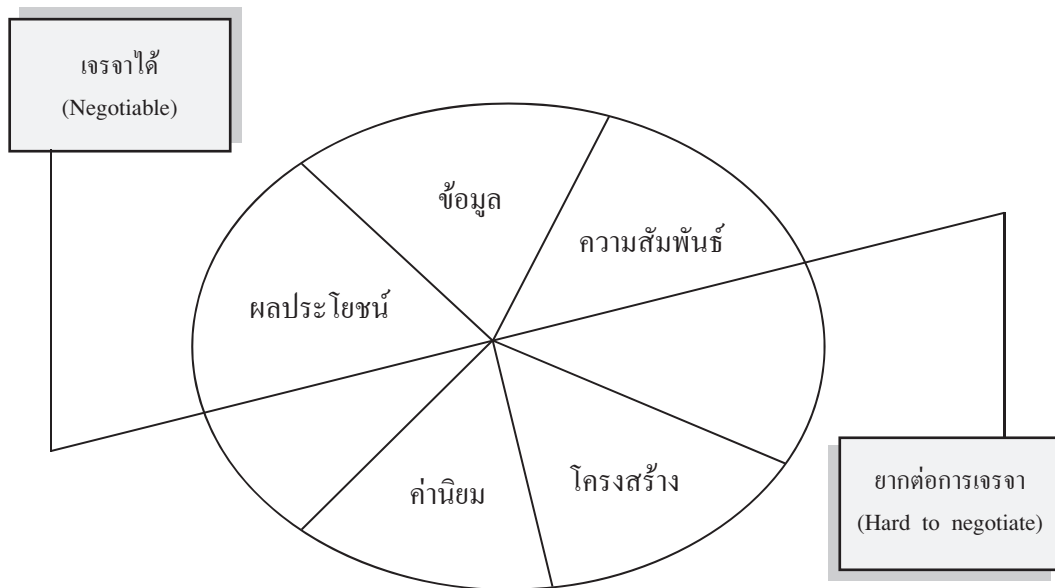 เจรจาได้
(Negotiable)
ข้อมูล
ความสัมพันธ์
ผลประโยชน์
ค่านิยม
โครงสร้าง
ยากต่อการเจรจา
(Hard to negotiate)